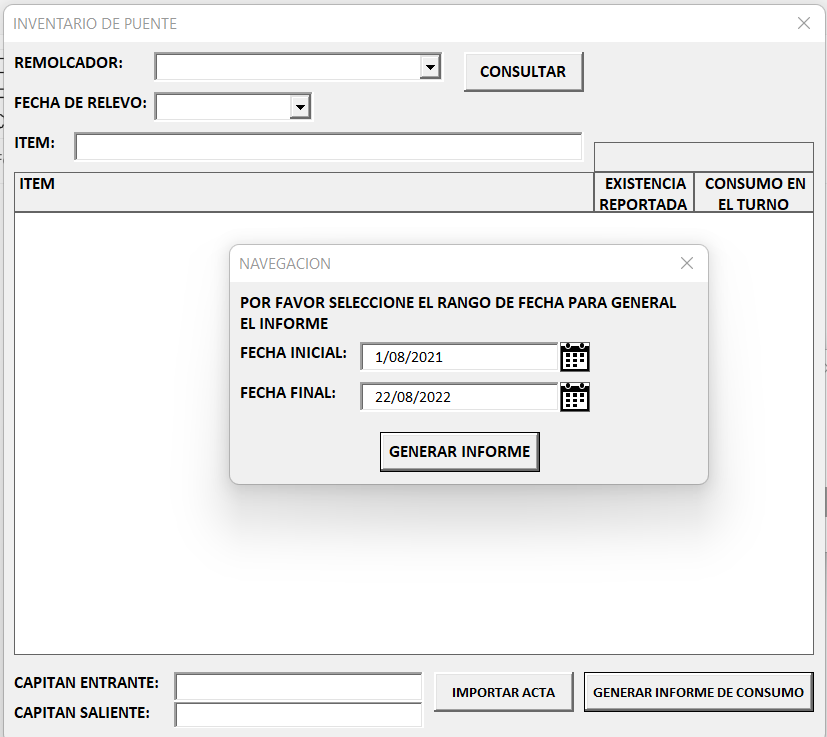 INVENTARIO DE PUENTE
REMOLCADOR:
CONSULTAR
FECHA DE RELEVO:
ITEM:
ITEM
EXISTENCIA
REPORTADA
CONSUMO EN
EL TURNO
NAVEGACION
POR FAVOR SELECCIONE EL RANGO DE FECHA PARA GENERAL
EL INFORME
FECHA INICIAL:
1/08/2021
FECHA FINAL:
22/08/2022
GENERAR INFORME
CAPITAN ENTRANTE:
IMPORTAR ACTA
GENERAR INFORME DE CONSUMO
CAPITAN SALIENTE: